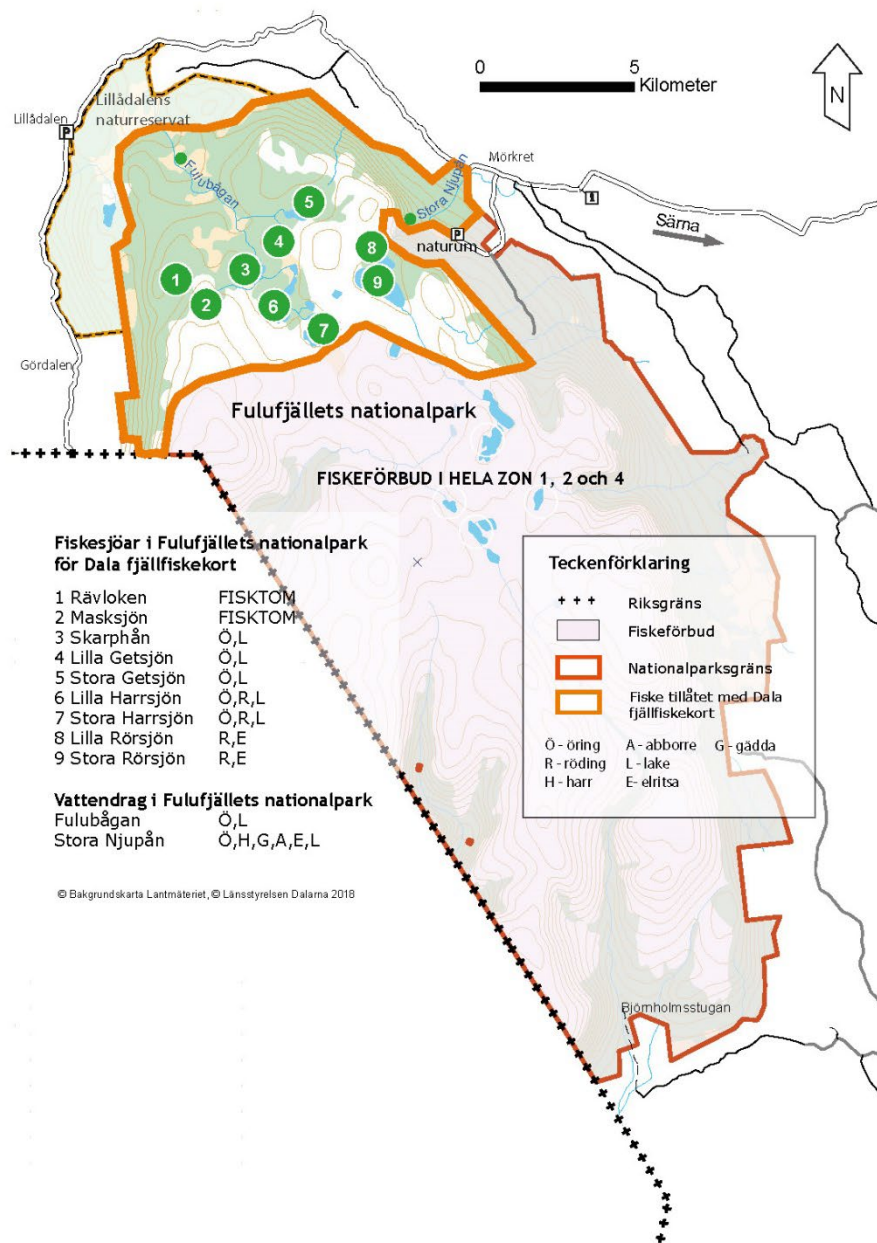 0 5
Kilometer
N
Lillådalens
naturreservat
Lillådalen
P
Mörkret
Fulubågan
Stora Njupån
5
4
8
naturum
P
Särna
1
3
9
2
6
7
Gördalen
Fulufjällets nationalpark
FISKEFÖRBUD I HELA ZON 1, 2 och 4
Fiskesjöar i Fulufjällets nationalpark
för Dala fjällfiskekort
1 Rävloken FISKTOM
2 Masksjön FISKTOM
3 Skarphån Ö,L
4 Lilla Getsjön Ö,L
5 Stora Getsjön Ö,L
6 Lilla Harrsjön Ö,R,L
7 Stora Harrsjön Ö,R,L
8 Lilla Rörsjön R,E
9 Stora Rörsjön R,E
Vattendrag i Fulufjällets nationalpark
Fulubågan Ö,L
Stora Njupån Ö,H,G,A,E,L
© Bakgrundskarta Lantmäteriet, © Länsstyrelsen Dalarna 2018
Teckenförklaring
Riksgräns
Fiskeförbud
Nationalparksgräns
Fiske tillåtet med Dala
fjällfiskekort
Ö - öring A - abborre G - gädda
R - röding L - lake
H - harr E- elritsa
Björnholmsstugan